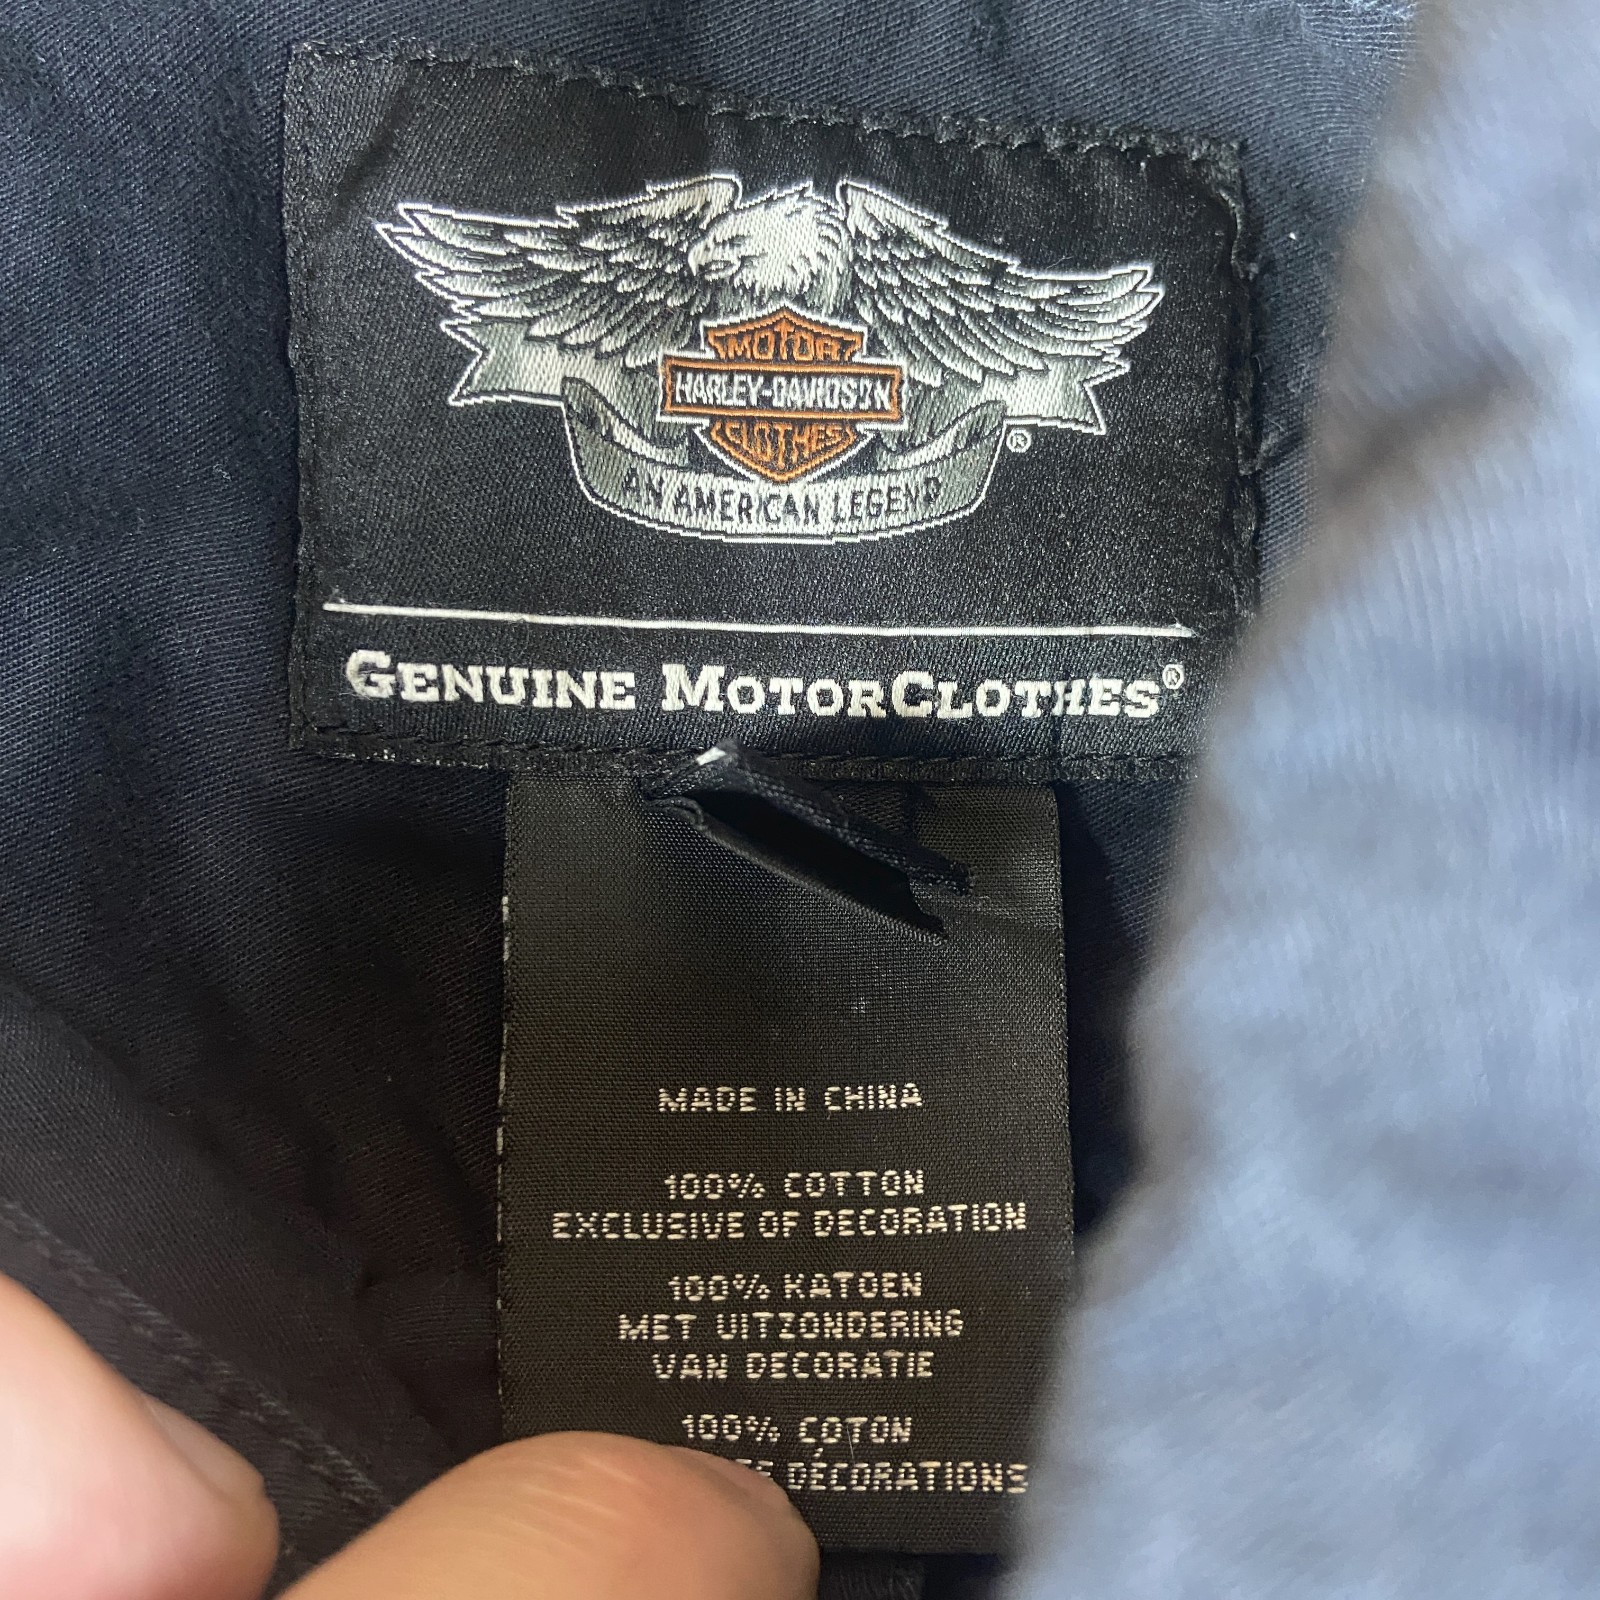 MOTOR
HARLEY-DAVIDSON
CLOTHES
®
AN AMERICAN LEGEND
GENUINE MOTORCLOTHES®
MADE IN CHINA
100% COTTON
EXCLUSIVE OF DECORATION
100% KATOEN
MET UITZONDERING
VAN DECORATIE
100% COTON
DÉCORATIONS